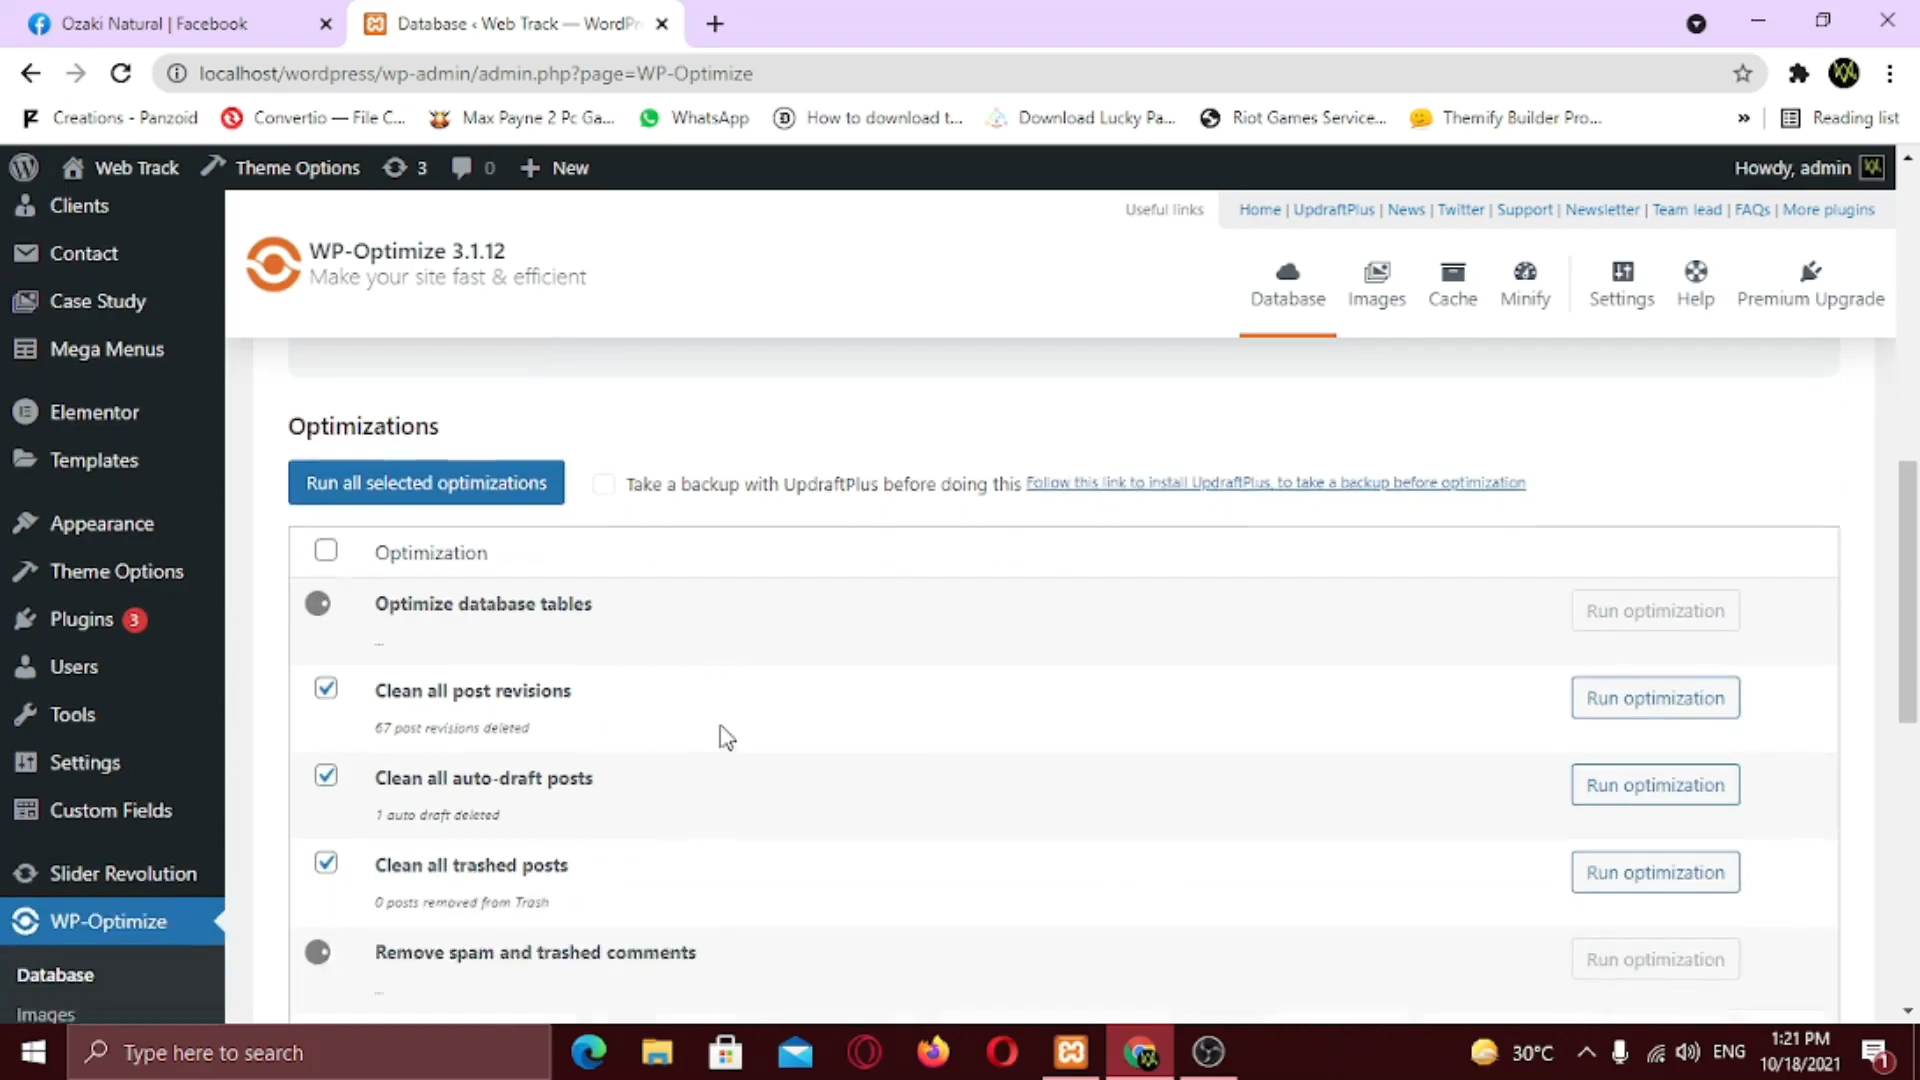 Ozaki Natural | Facebook
Database ‹ Web Track — WordPr
localhost/wordpress/wp-admin/admin.php?page=WP-Optimize
Creations - Panzoid
Convertio — File C...
Max Payne 2 Pc Ga...
WhatsApp
How to download t...
Download Lucky Pa...
Riot Games Service...
Themify Builder Pro...
»
Reading list
Web Track
Theme Options
3
0
New
Howdy, admin
Clients
Contact
Case Study
Mega Menus
Elementor
Templates
Appearance
Theme Options
Plugins 3
Users
Tools
Settings
Custom Fields
Slider Revolution
WP-Optimize
Database
Images
Useful links
Home | UpdraftPlus | News | Twitter | Support | Newsletter | Team lead | FAQs | More plugins
WP-Optimize 3.1.12
Make your site fast & efficient
Database
Images
Cache
Minify
Settings
Help
Premium Upgrade
Optimizations
Run all selected optimizations
Take a backup with UpdraftPlus before doing this Follow this link to install UpdraftPlus, to take a backup before optimization
Optimization
Optimize database tables
Run optimization
...
Clean all post revisions
Run optimization
67 post revisions deleted
Clean all auto-draft posts
Run optimization
1 auto draft deleted
Clean all trashed posts
Run optimization
0 posts removed from Trash
Remove spam and trashed comments
Run optimization
...
Type here to search
30°C
ENG
1:21 PM
10/18/2021
1